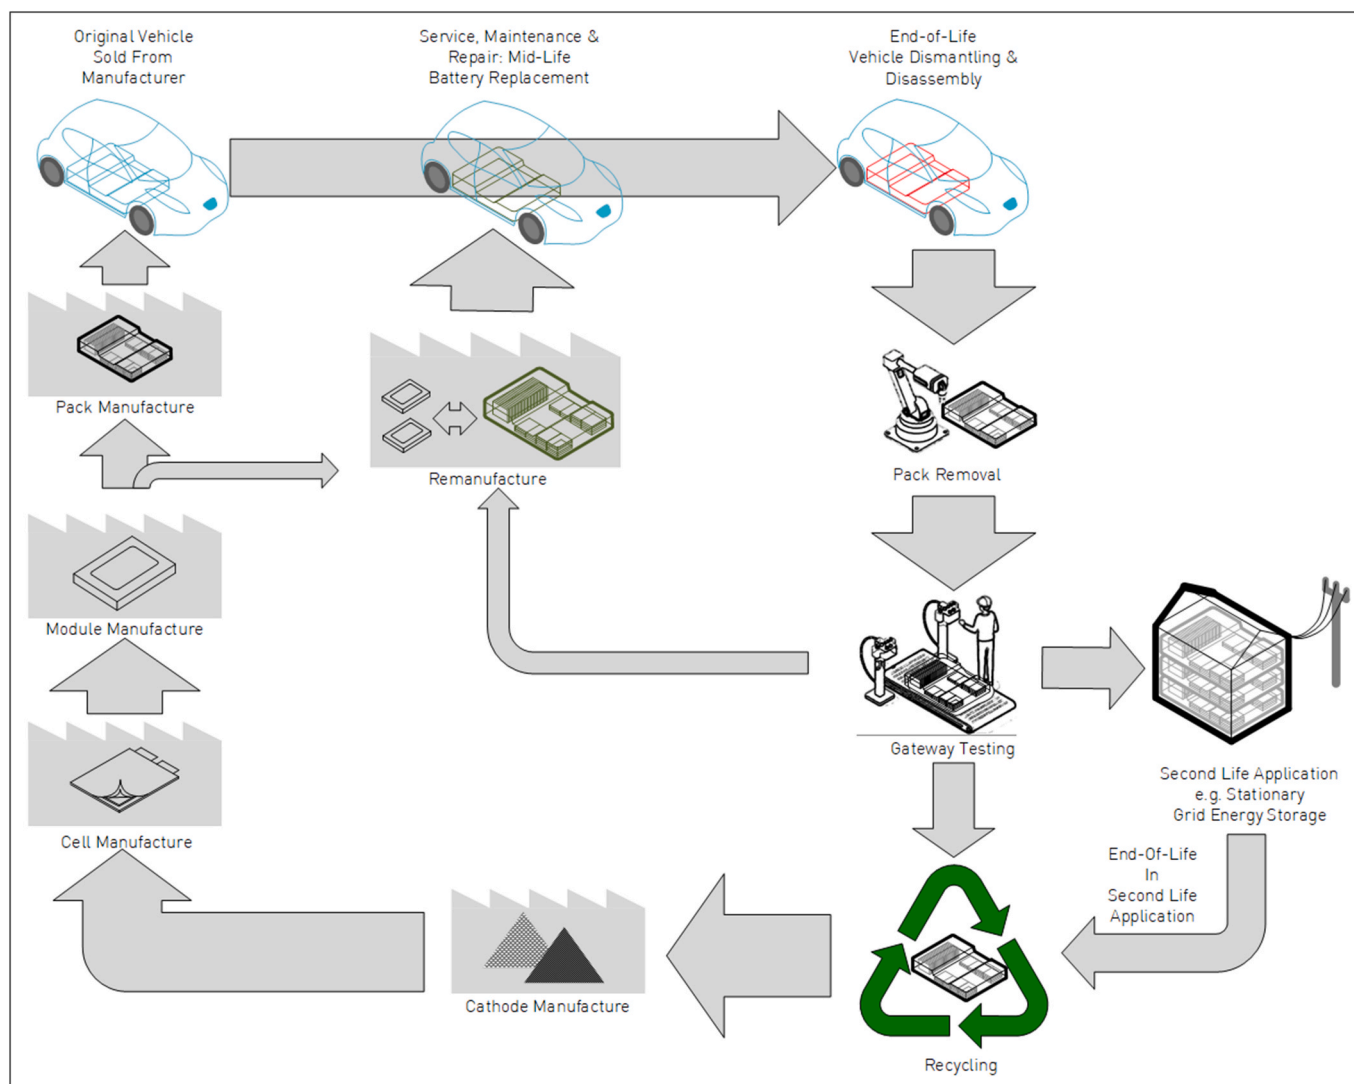 Original Vehicle
Sold From
Manufacturer
Service, Maintenance &
Repair: Mid-Life
Battery Replacement
End-of-Life
Vehicle Dismantling &
Disassembly
Pack Manufacture
Remanufacture
Pack Removal
Module Manufacture
Gateway Testing
Second Life Application
e.g. Stationary
Grid Energy Storage
Cell Manufacture
End-Of-Life
In
Second Life
Application
Cathode Manufacture
Recycling